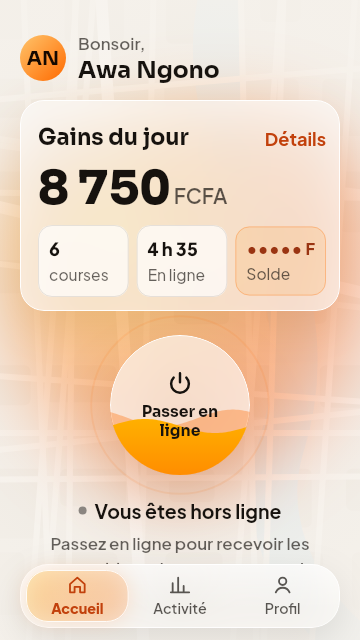 AN
Bonsoir,
Awa Ngono
Gains du jour
Détails
8 750 FCFA
6
courses
4 h 35
En ligne
●●●●● F
Solde
Passer en
ligne
Vous êtes hors ligne
Passez en ligne pour recevoir les
Accueil
Activité
Profil